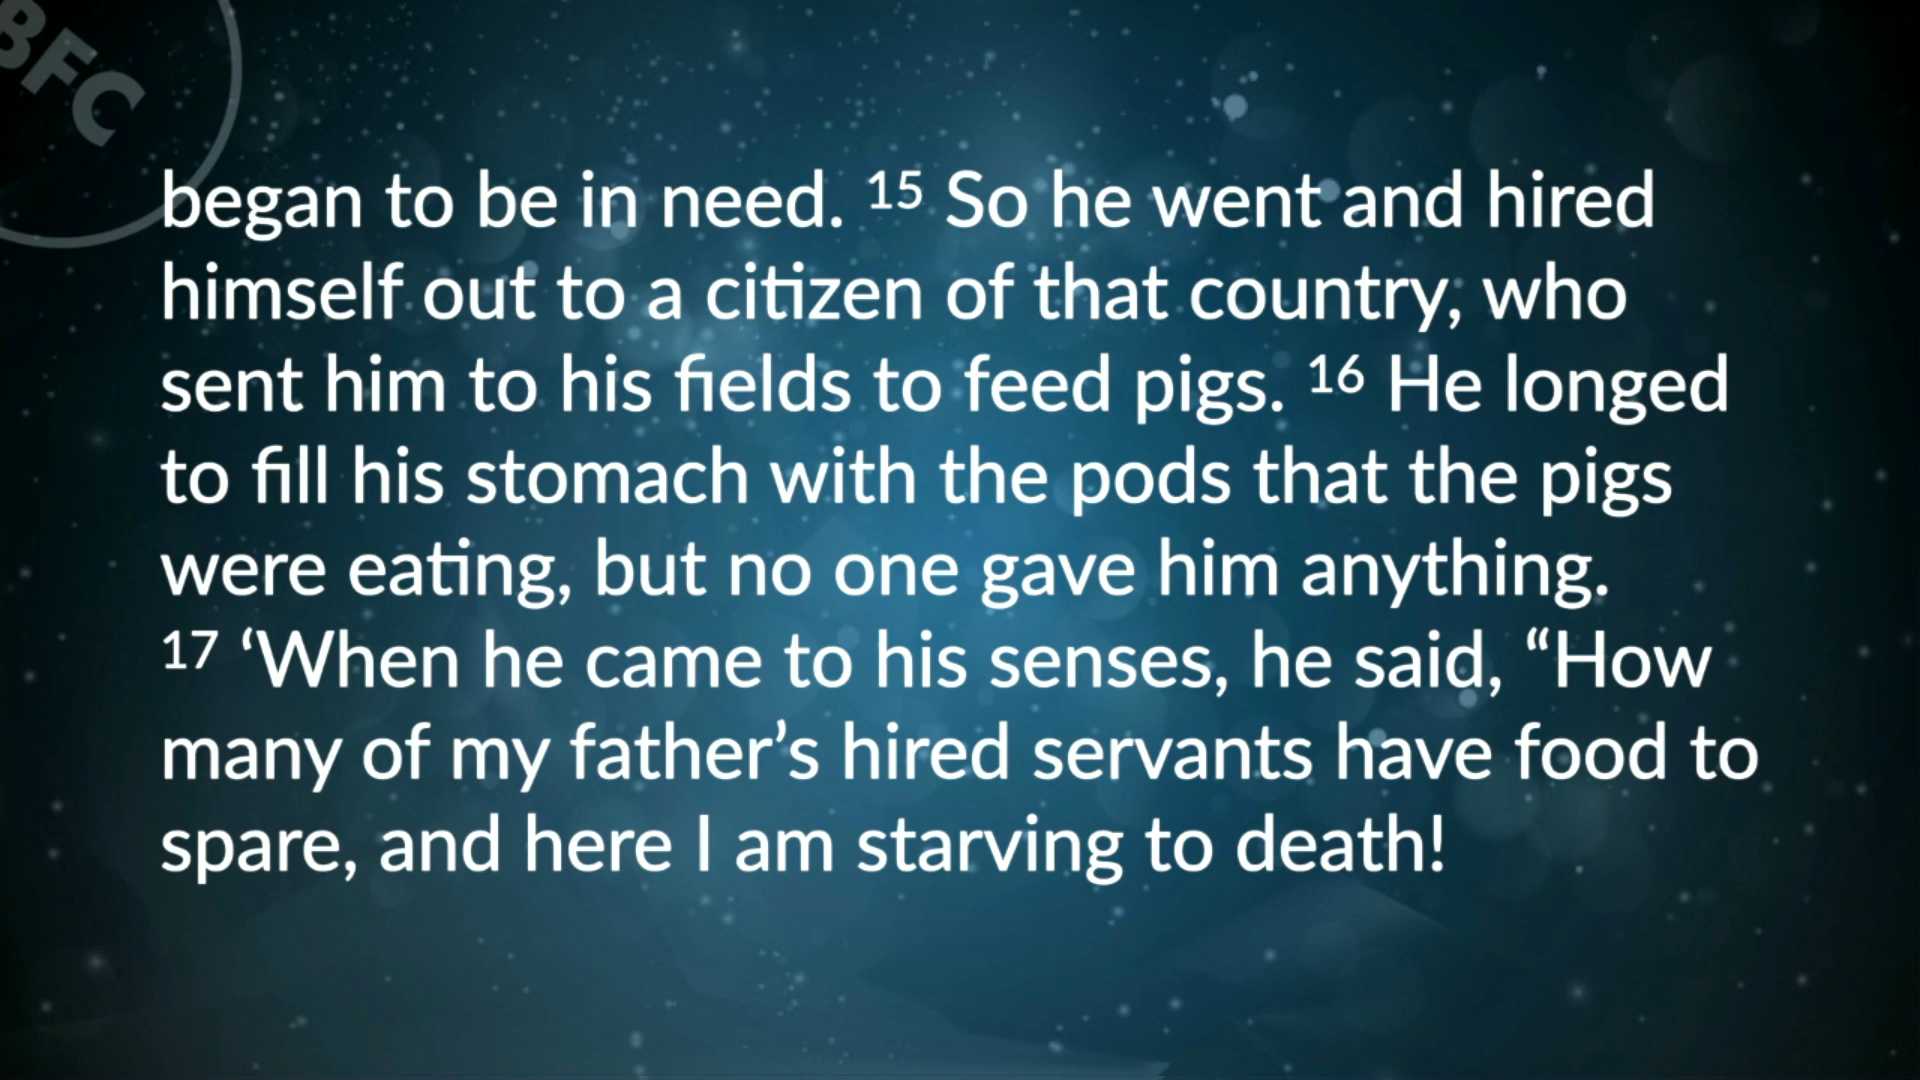 BFC
began to be in need. 15 So he went and hired
himself out to a citizen of that country, who
sent him to his fields to feed pigs. 16 He longed
to fill his stomach with the pods that the pigs
were eating, but no one gave him anything.
17 ‘When he came to his senses, he said, “How
many of my father’s hired servants have food to
spare, and here I am starving to death!